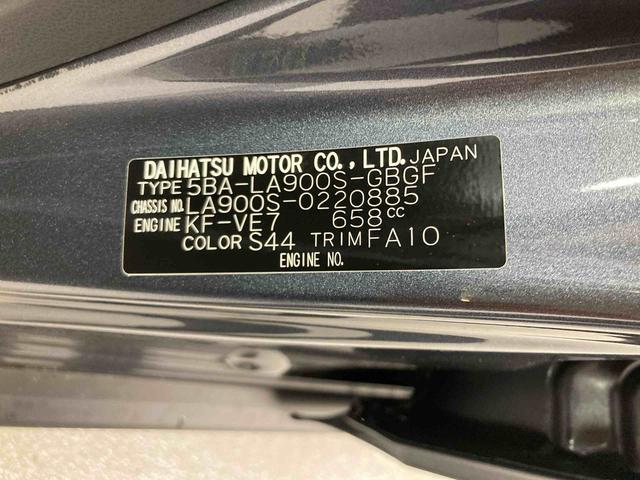 DAIHATSU MOTOR CO., LTD. JAPAN
TYPE 5BA-LA900S-GBGF
CHASSIS NO. LA900S-0220885
ENGINE KF-VE7 658cc
COLOR S44 TRIM FA10
ENGINE NO.